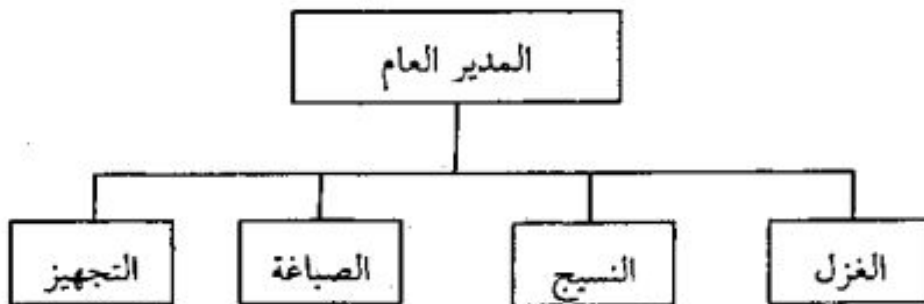 المدير العام
الغزل
النسيج
الصباغة
التجهيز